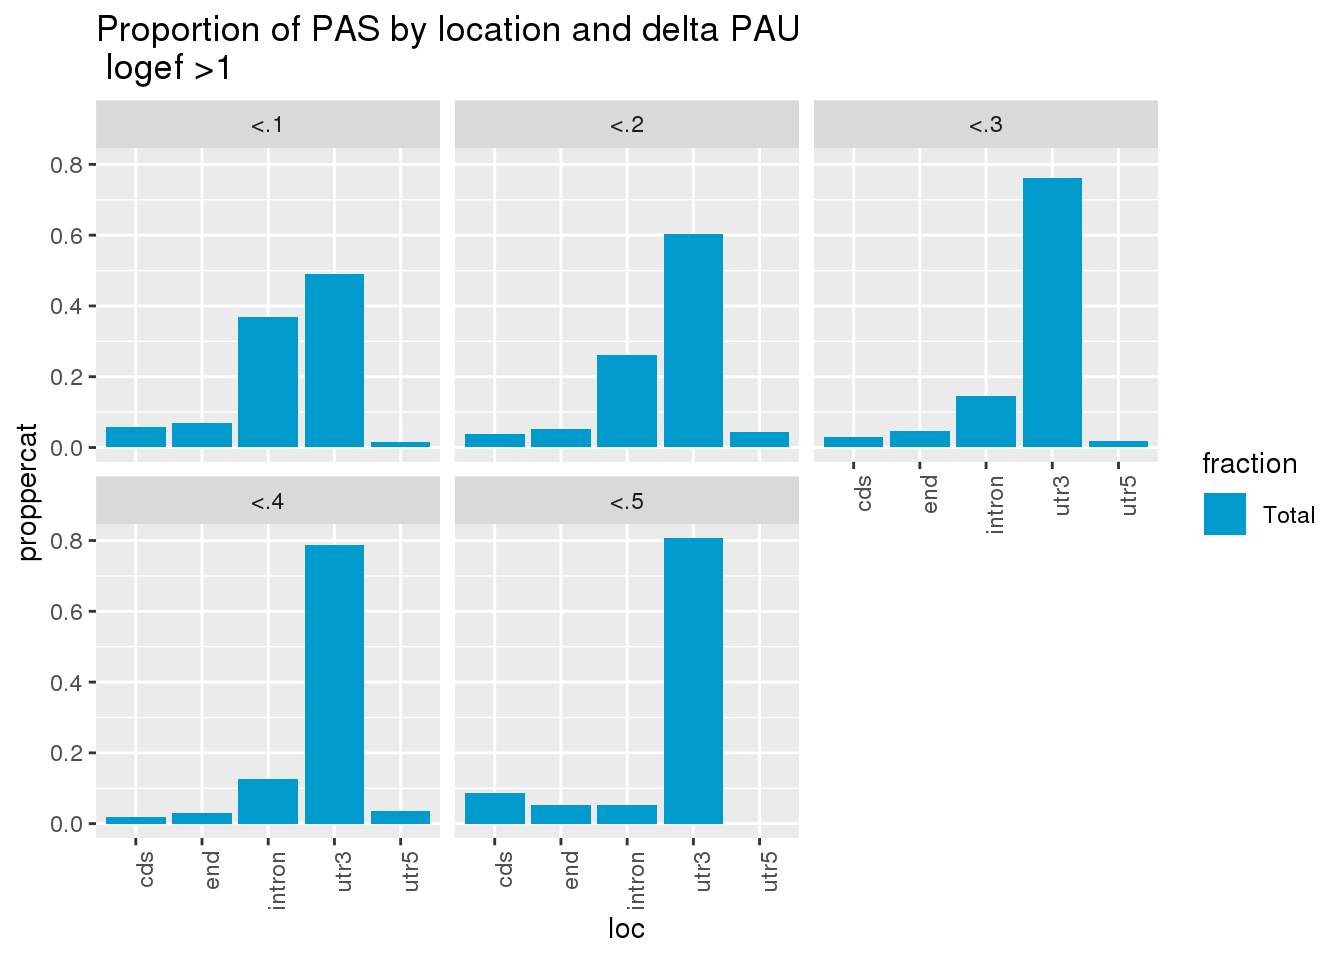 Proportion of PAS by location and delta PAU
logef >1
<.1
<.2
<.3
0.8
0.6
0.4
0.2
0.0
cds
end
intron
utr3
utr5
<.4
<.5
0.8
0.6
0.4
0.2
0.0
cds
end
intron
utr3
utr5
cds
end
intron
utr3
utr5
loc
proppercat
fraction
Total